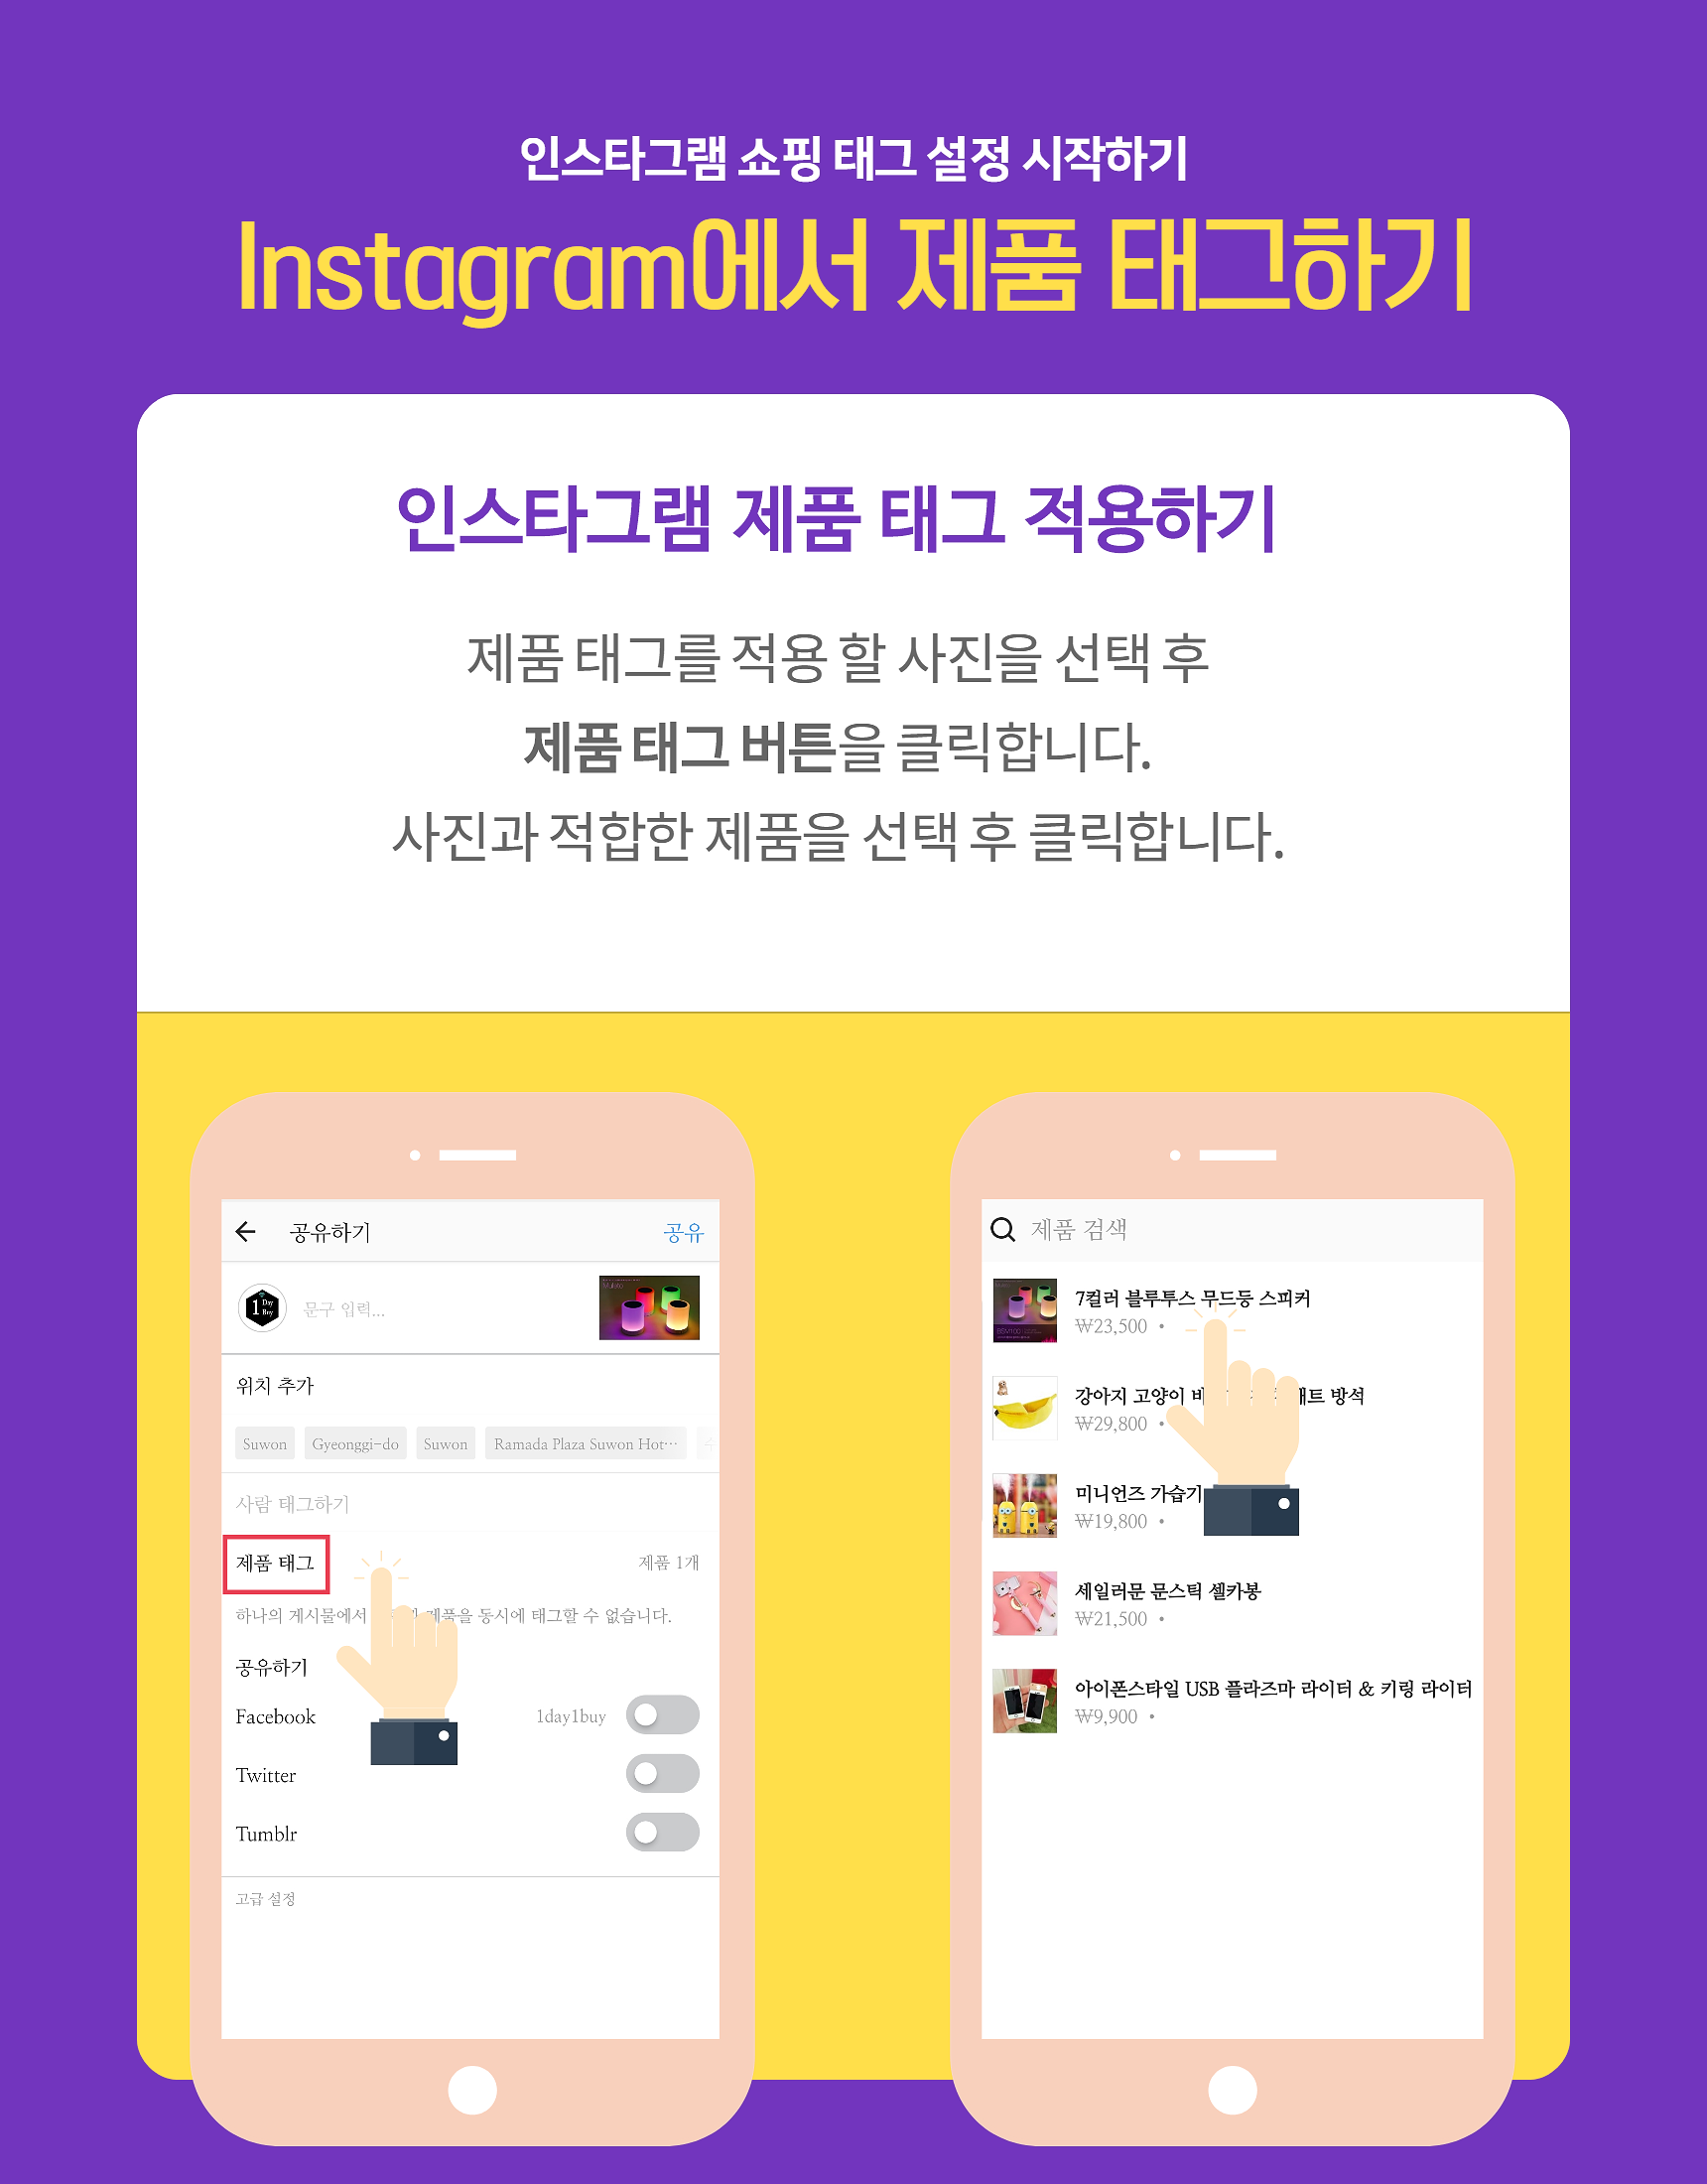 인스타그램 쇼핑 태그 설정 시작하기
Instagram에서 제품 태그하기
인스타그램 제품 태그 적용하기
제품 태그를 적용 할 사진을 선택 후
제품 태그 버튼을 클릭합니다.
사진과 적합한 제품을 선택 후 클릭합니다.
공유하기 공유
1 Day Buy
문구 입력...
위치 추가
Suwon Gyeonggi-do Suwon Ramada Plaza Suwon Hot…
사람 태그하기
제품 태그 제품 1개
하나의 게시물에서 제품을 동시에 태그할 수 없습니다.
공유하기
Facebook 1day1buy
Twitter
Tumblr
고급 설정
제품 검색
7컬러 블루투스 무드등 스피커
₩23,500 •
강아지 고양이 방석
₩29,800 •
미니언즈 가습기
₩19,800 •
세일러문 문스틱 셀카봉
₩21,500 •
아이폰스타일 USB 플라즈마 라이터 & 키링 라이터
₩9,900 •